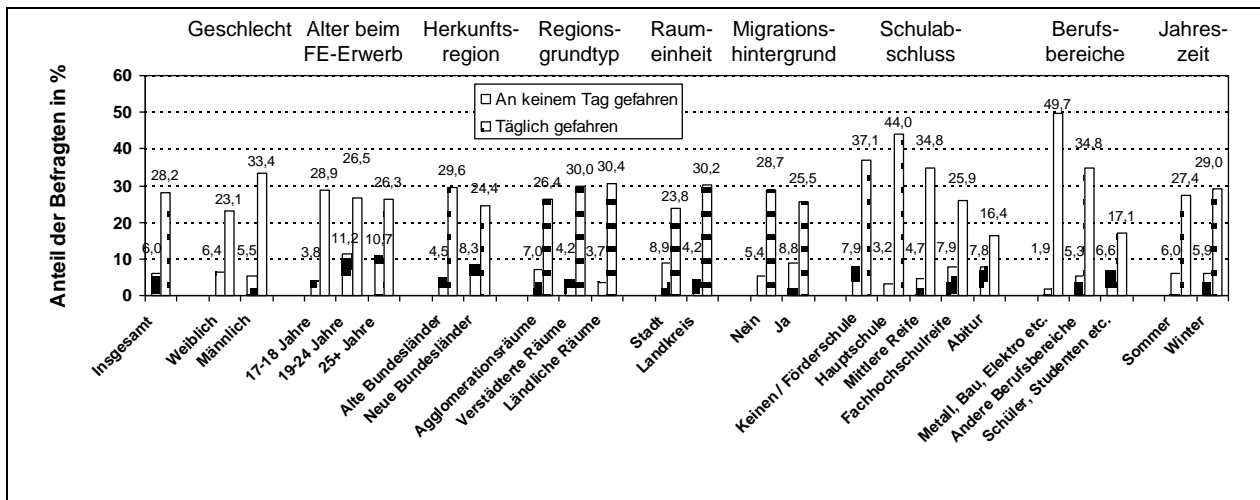 Geschlecht Alter beim Herkunfts- Regions- Raum- Migrations- Schulab- Berufs- Jahres-
FE-Erwerb region grundtyp einheit hintergrund schluss bereiche zeit
Anteil der Befragten in %
60
50
40
30
20
10
0
An keinem Tag gefahren
Täglich gefahren
6,0 28,2
6,4 23,1
5,5 33,4
3,8 28,9
11,2 26,5
10,7 26,3
4,5 29,6
8,3 24,4
7,0 26,4
4,2 30,0
3,7 30,4
8,9 23,8
4,2 30,2
5,4 28,7
8,8 25,5
7,9 37,1
3,2 44,0
4,7 34,8
7,9 25,9
7,8 16,4
1,9 49,7
5,3 34,8
6,6 17,1
6,0 27,4
5,9 29,0
Insgesamt
Weiblich
Männlich
17-18 Jahre
19-24 Jahre
25+ Jahre
Alte Bundesländer
Neue Bundesländer
Agglomerationsräume
Verstädterte Räume
Ländliche Räume
Stadt
Landkreis
Nein
Ja
Keinen / Förderschule
Hauptschule
Mittlere Reife
Fachhochschulreife
Abitur
Metall, Bau, Elektro etc.
Andere Berufsbereiche
Schüler, Studenten etc.
Sommer
Winter